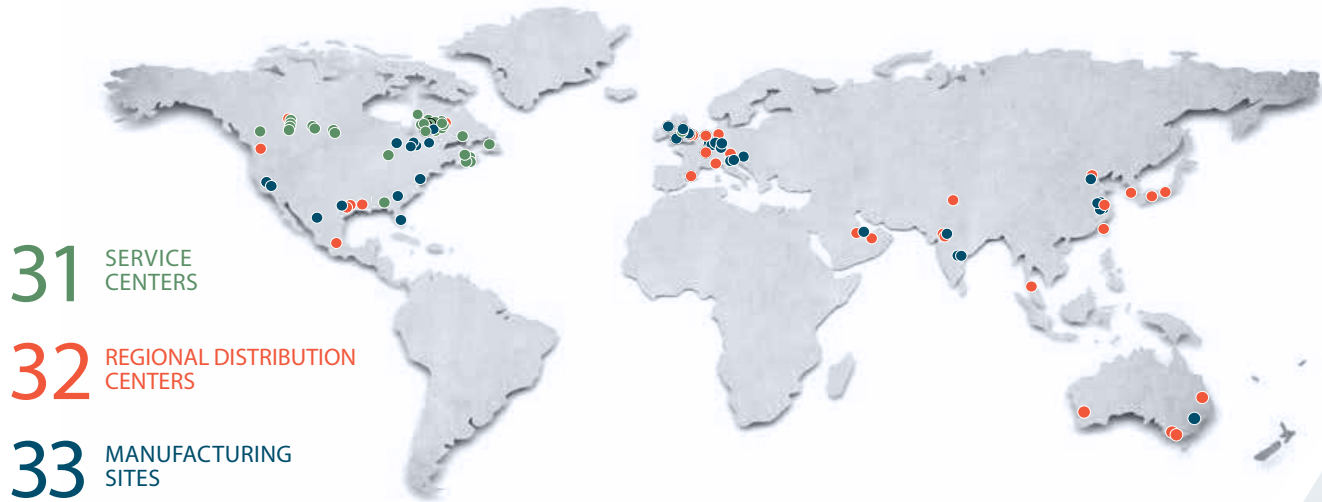 31 SERVICE
CENTERS
32 REGIONAL DISTRIBUTION
CENTERS
33 MANUFACTURING
SITES